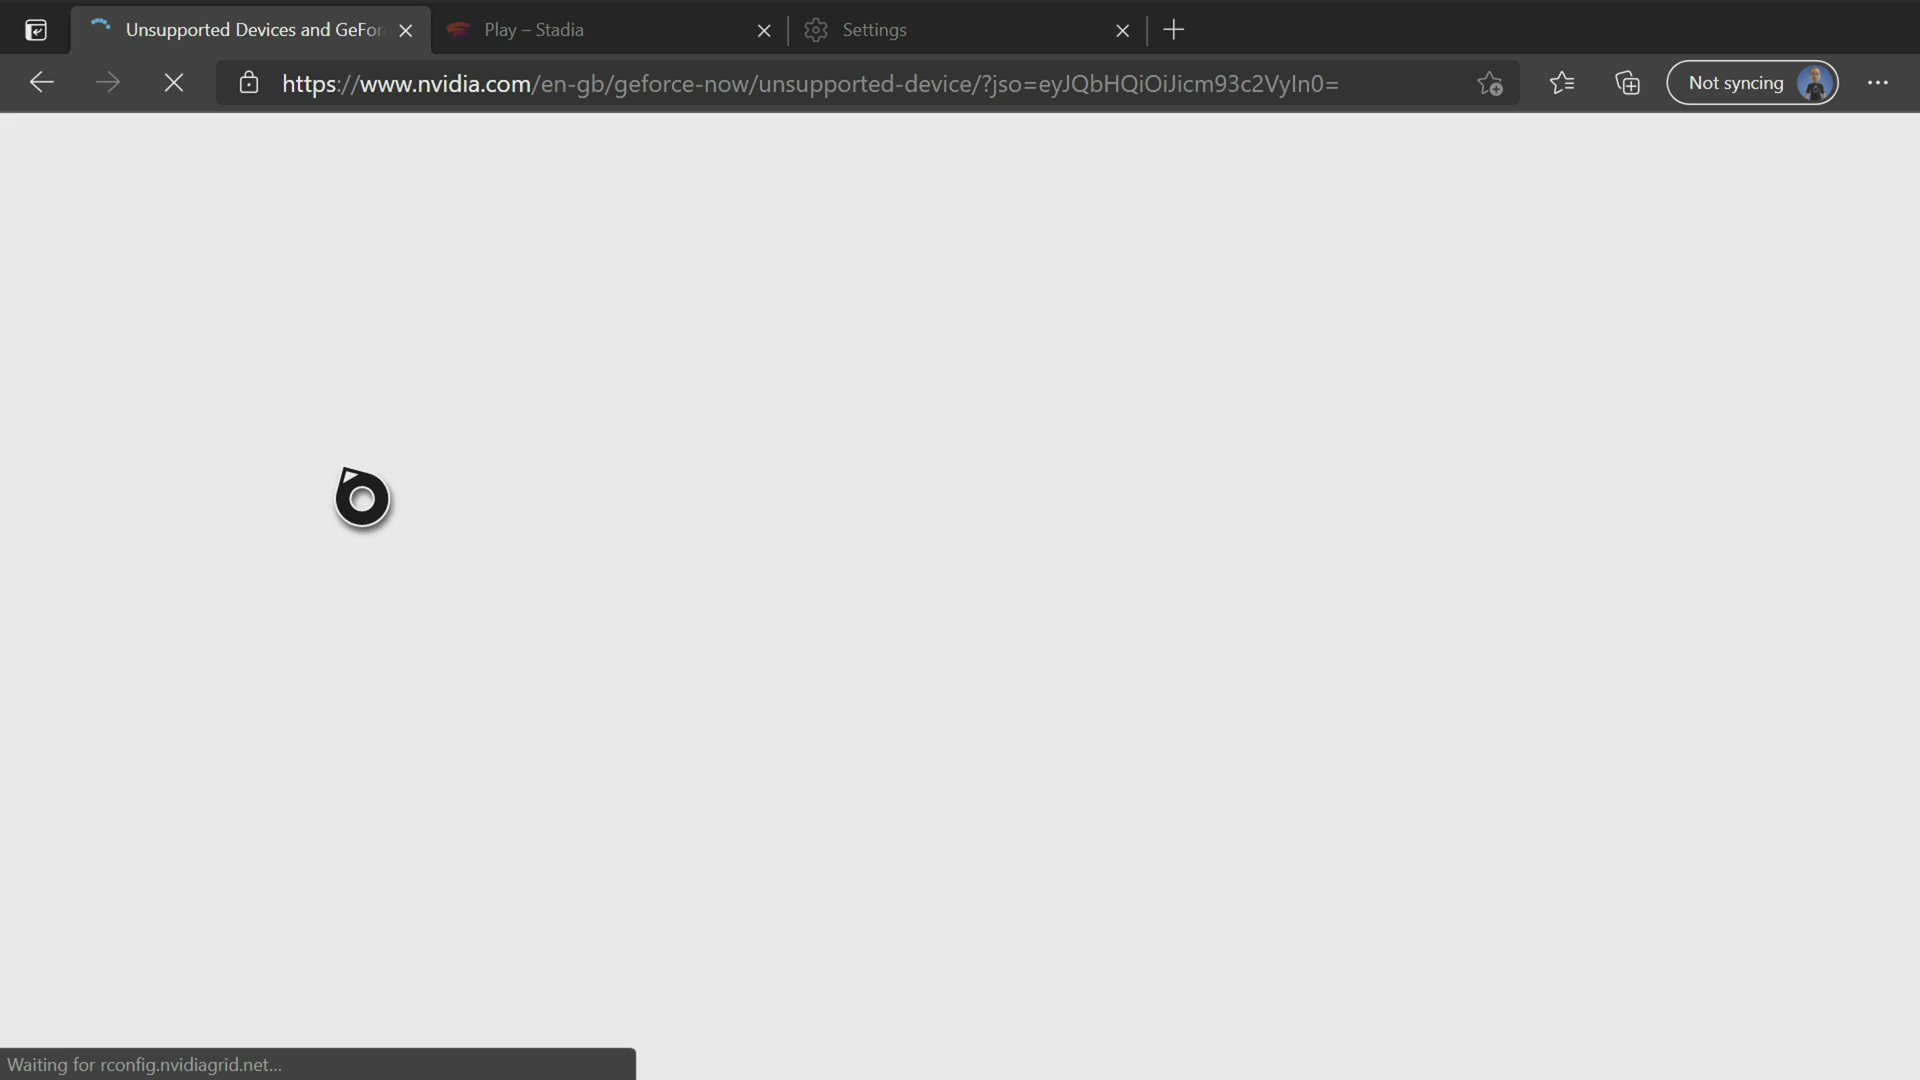 Unsupported Devices and GeFor
Play – Stadia
Settings
https://www.nvidia.com/en-gb/geforce-now/unsupported-device/?jso=eyJQbHQiOiJicm93c2VyIn0=
Not syncing
Waiting for rconfig.nvidiagrid.net...